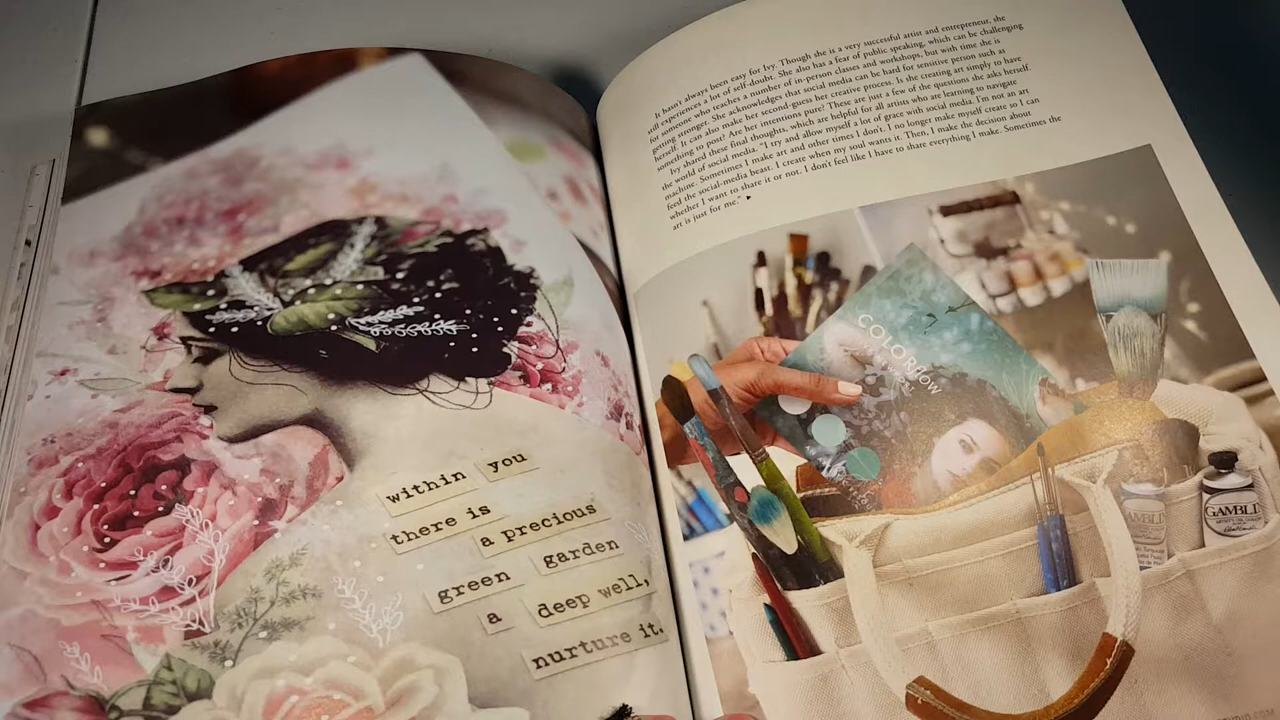 within you
there is
a precious
green garden
a deep well,
nurture it.
It hasn't always been easy for Ivy. Though she is a very successful artist and entrepreneur, she
still experiences a lot of self-doubt. She also has a fear of public speaking, which can be challenging
for someone who teaches a number of in-person classes and workshops, but with time she is
getting stronger. She acknowledges that social media can be hard for sensitive person such as
herself. It can also make her second-guess her creative process. Is she creating art simply to have
something to post? Are her intentions pure? These are just a few of the questions she asks herself.
Ivy shared these final thoughts, which are helpful for all artists who are learning to navigate
the world of social media. "I try and allow myself a lot of grace with social media. I'm not an art
machine. Sometimes I make art and other times I don't. I no longer make myself create so I can
feed the social-media beast. I create when my soul wants it. Then, I make the decision about
whether I want to share it or not. I don't feel like I have to share everything I make. Sometimes the
art is just for me."
COLORflow
GAMBLI
GAMBLIN